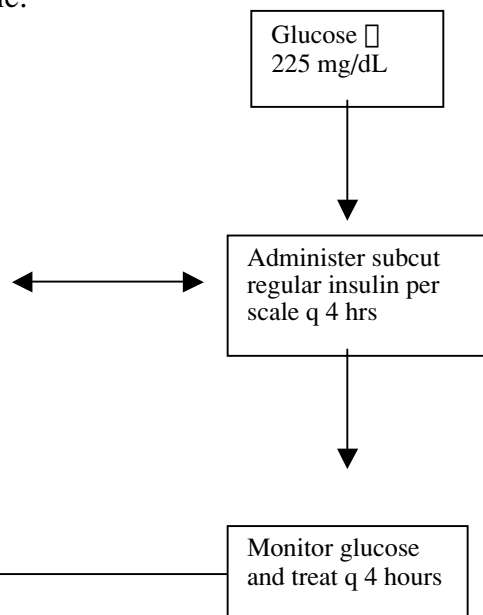 le.
Glucose □
225 mg/dL
Administer subcut
regular insulin per
scale q 4 hrs
Monitor glucose
and treat q 4 hours